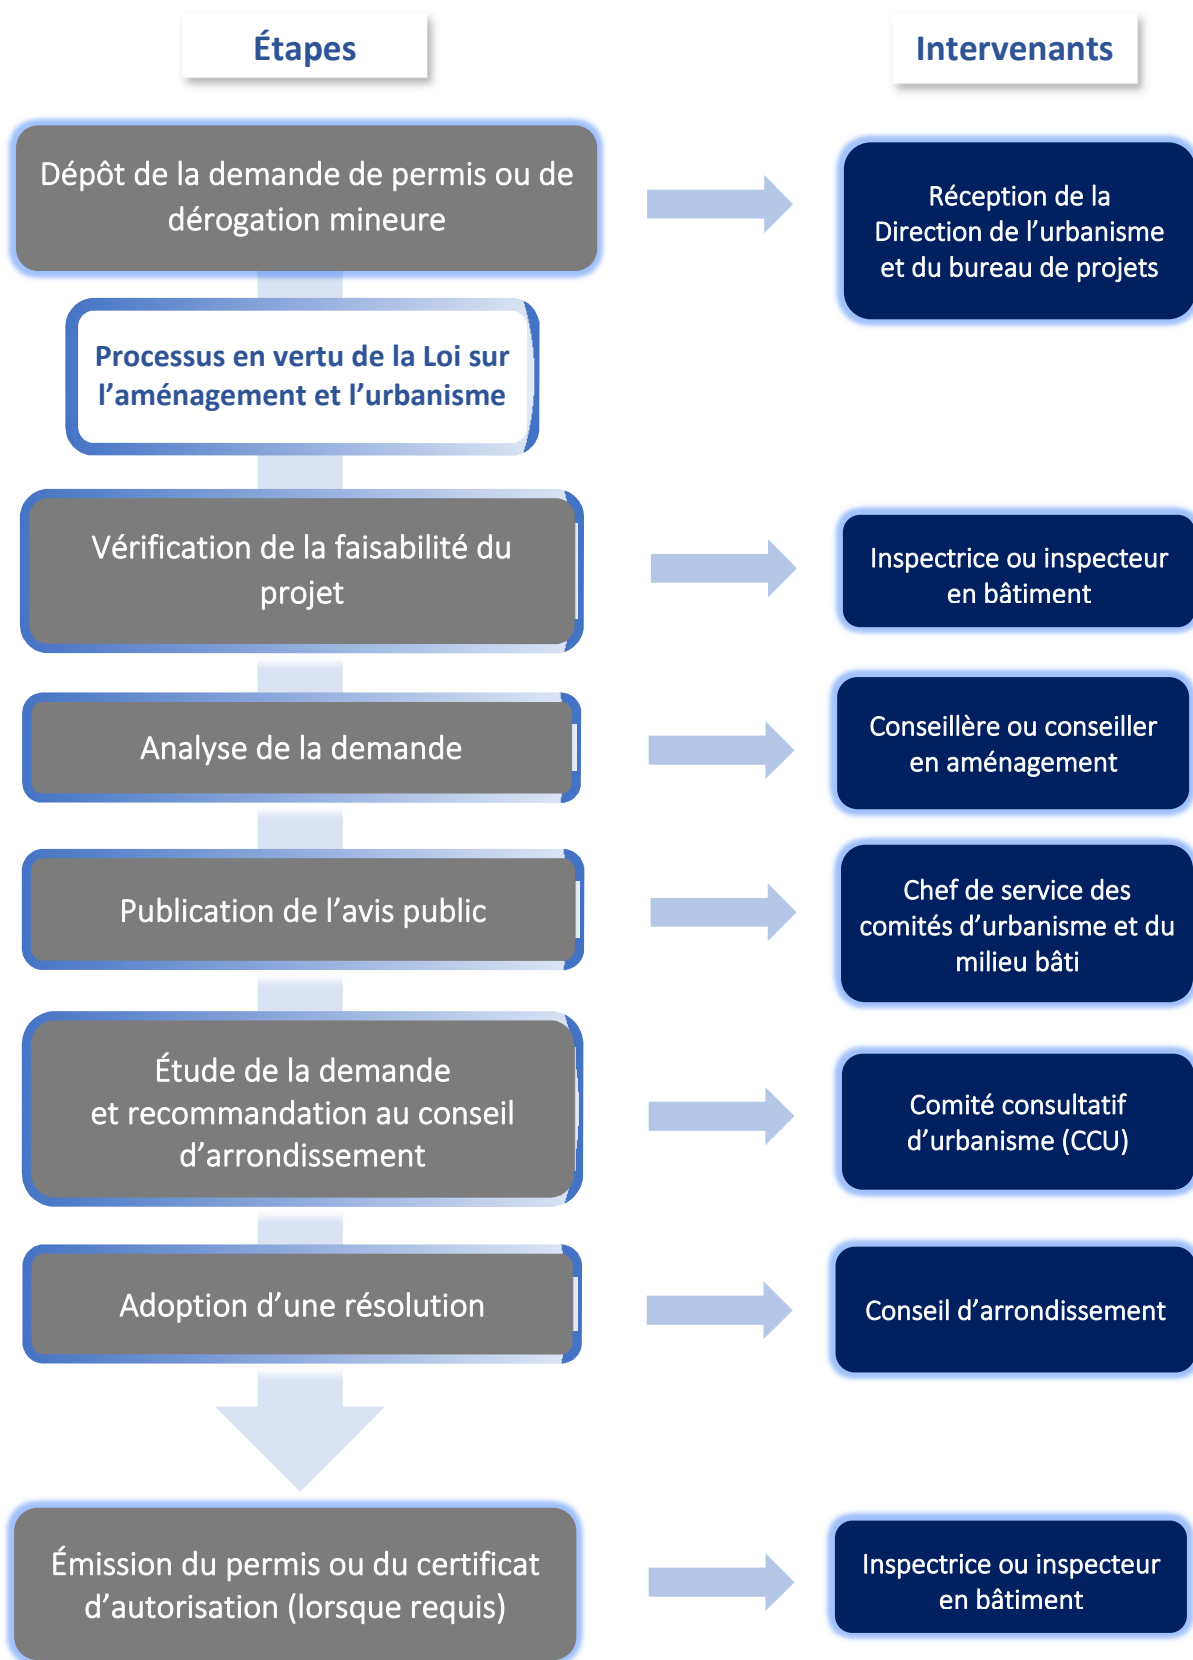 Étapes
Intervenants
Dépôt de la demande de permis ou de
dérogation mineure
Réception de la
Direction de l’urbanisme
et du bureau de projets
Processus en vertu de la Loi sur
l’aménagement et l’urbanisme
Vérification de la faisabilité du
projet
Inspectrice ou inspecteur
en bâtiment
Analyse de la demande
Conseillère ou conseiller
en aménagement
Publication de l’avis public
Chef de service des
comités d’urbanisme et du
milieu bâti
Étude de la demande
et recommandation au conseil
d’arrondissement
Comité consultatif
d’urbanisme (CCU)
Adoption d’une résolution
Conseil d’arrondissement
Émission du permis ou du certificat
d’autorisation (lorsque requis)
Inspectrice ou inspecteur
en bâtiment